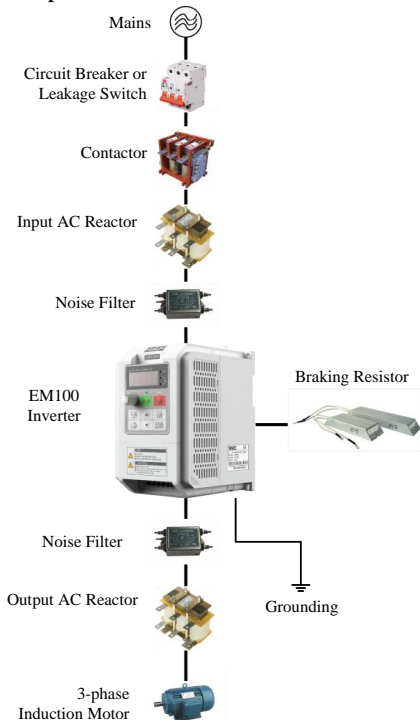 Mains
Circuit Breaker or
Leakage Switch
Contactor
Input AC Reactor
Noise Filter
EM100
Inverter
Braking Resistor
Noise Filter
Output AC Reactor
Grounding
3-phase
Induction Motor